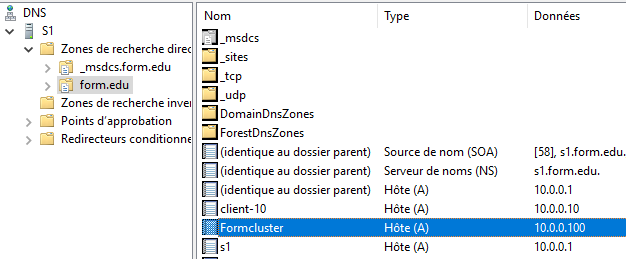 DNS
S1
Zones de recherche direc
_msdcs.form.edu
form.edu
Zones de recherche inver
Points d'approbation
Redirecteurs conditionne
Nom Type Données
_msdcs
_sites
_tcp
_udp
DomainDnsZones
ForestDnsZones
(identique au dossier parent) Source de nom (SOA) [58], s1.form.edu.
(identique au dossier parent) Serveur de noms (NS) s1.form.edu.
(identique au dossier parent) Hôte (A) 10.0.0.1
client-10 Hôte (A) 10.0.0.10
Formcluster Hôte (A) 10.0.0.100
s1 Hôte (A) 10.0.0.1